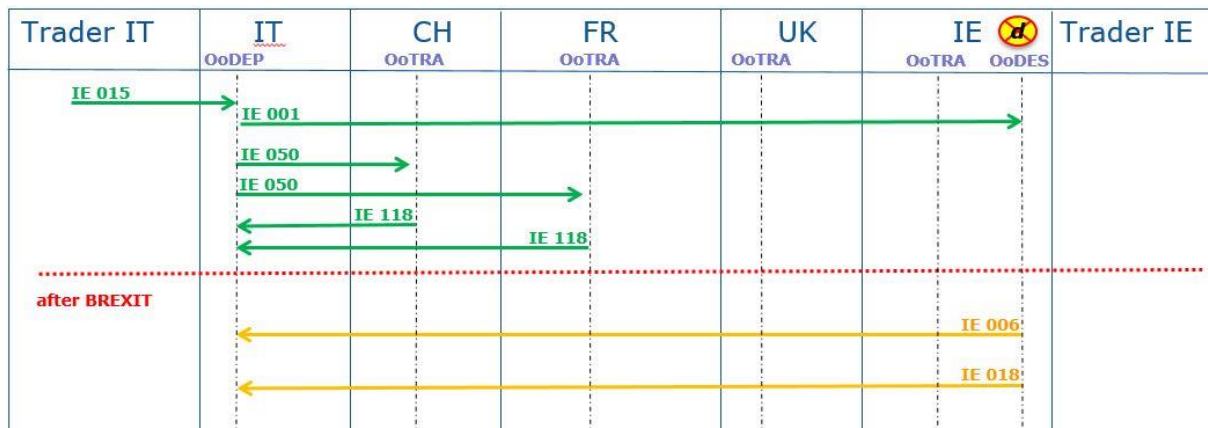 Trader IT IT CH FR UK IE d Trader IE
OoDEP OoTRA OoTRA OoTRA OoTRA OoDES
IE 015
IE 001
IE 050
IE 050
IE 118
IE 118
after BREXIT
IE 006
IE 018